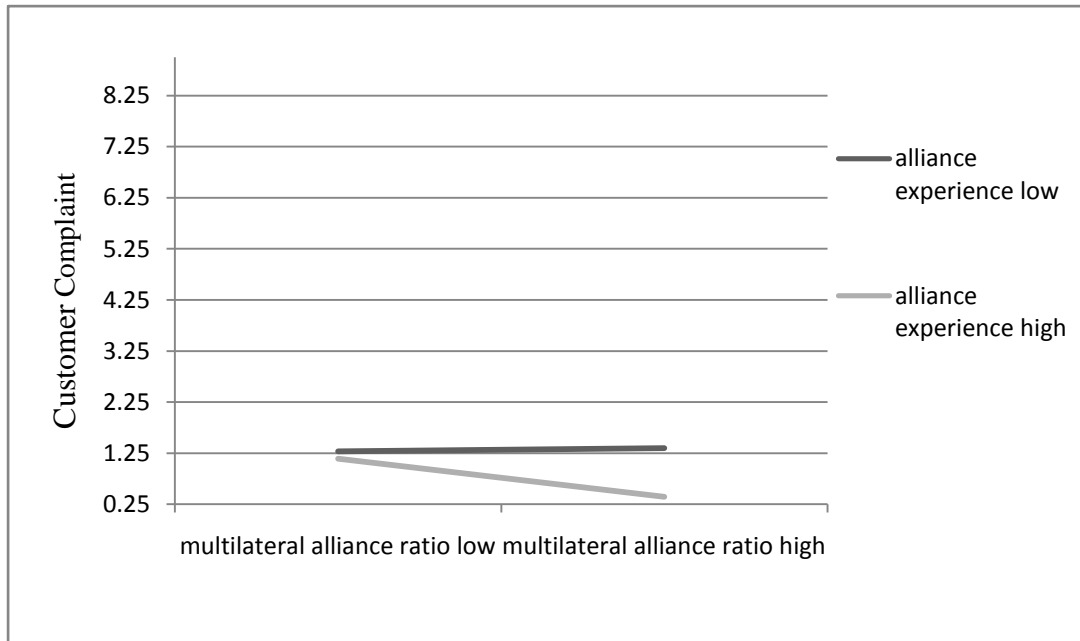 Customer Complaint
8.25
7.25
6.25
5.25
4.25
3.25
2.25
1.25
0.25
multilateral alliance ratio low multilateral alliance ratio high
alliance
experience low
alliance
experience high